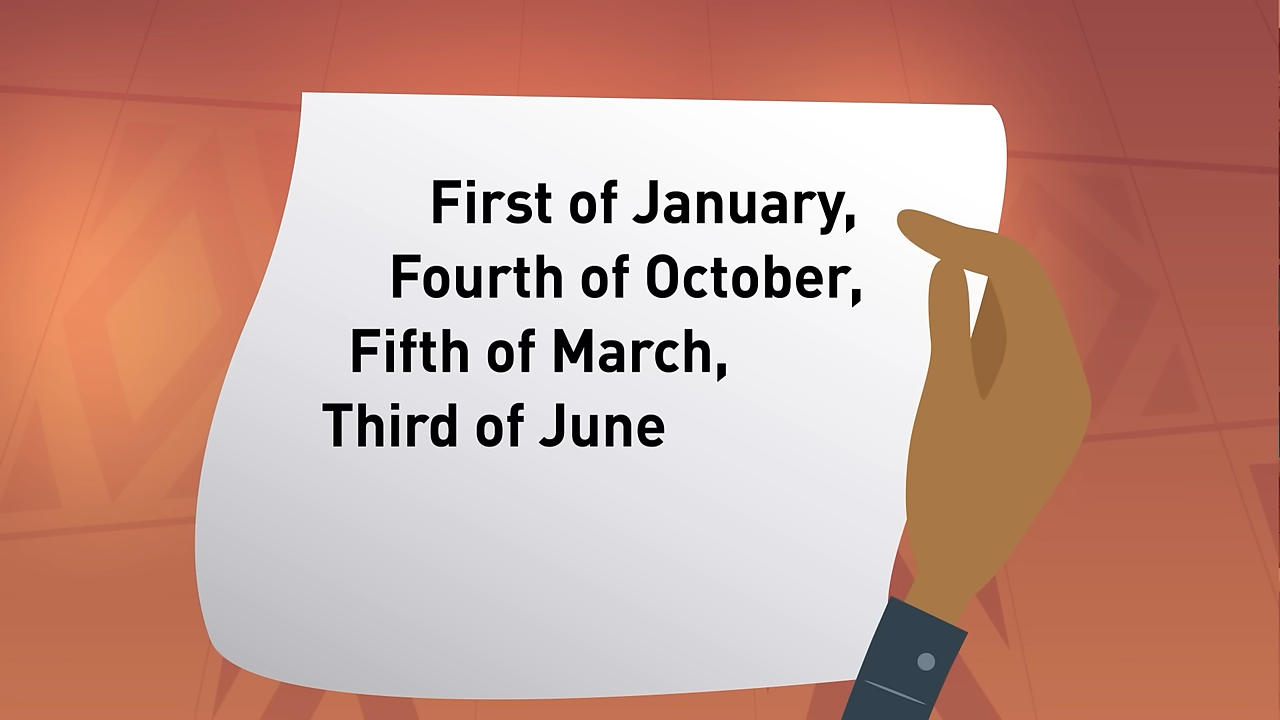 First of January,
Fourth of October,
Fifth of March,
Third of June